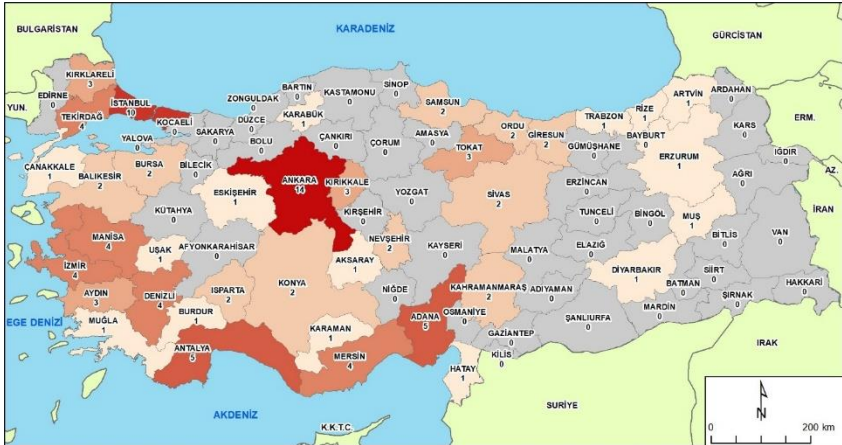 BULGARİSTAN
KARADENİZ
GÜRCİSTAN
YUN.
ERM.
AZ.
İRAN
IRAK
SURİYE
K.K.T.C.
AKDENİZ
EGE DENİZİ
EDİRNE
0
KIRKLARELİ
3
TEKİRDAĞ
4
İSTANBUL
KOCAELİ
0
YALOVA
0
SAKARYA
0
DÜZCE
0
ZONGULDAK
0
BARTIN
0
KARABÜK
1
KASTAMONU
0
SİNOP
0
SAMSUN
2
ORDU
2
GİRESUN
2
TRABZON
1
RİZE
1
ARTVİN
1
ARDAHAN
0
KARS
0
IĞDIR
0
AĞRI
0
ERZURUM
1
BAYBURT
0
GÜMÜŞHANE
0
TOKAT
3
AMASYA
0
ÇORUM
0
ÇANKIRI
0
BOLU
0
BİLECİK
0
BURSA
2
BALIKESİR
2
ÇANAKKALE
1
KÜTAHYA
0
ESKİŞEHİR
1
ANKARA
14
KIRIKKALE
3
KIRŞEHİR
0
YOZGAT
0
SİVAS
2
ERZİNCAN
0
TUNCELİ
0
BİNGÖL
0
MUŞ
1
BİTLİS
0
VAN
0
HAKKARİ
0
ŞIRNAK
0
SİİRT
0
BATMAN
0
MARDİN
0
DİYARBAKIR
1
ELAZIĞ
0
MALATYA
0
ADIYAMAN
0
ŞANLIURFA
0
GAZİANTEP
0
KİLİS
0
KAHRAMANMARAŞ
2
OSMANİYE
0
HATAY
1
ADANA
5
KAYSERİ
0
NEVŞEHİR
2
NİĞDE
0
AKSARAY
1
KONYA
2
KARAMAN
1
MERSİN
4
ANTALYA
5
ISPARTA
2
BURDUR
1
AFYONKARAHİSAR
0
UŞAK
1
MANİSA
4
İZMİR
4
AYDIN
3
DENİZLİ
4
MUĞLA
1
N
0
200 km